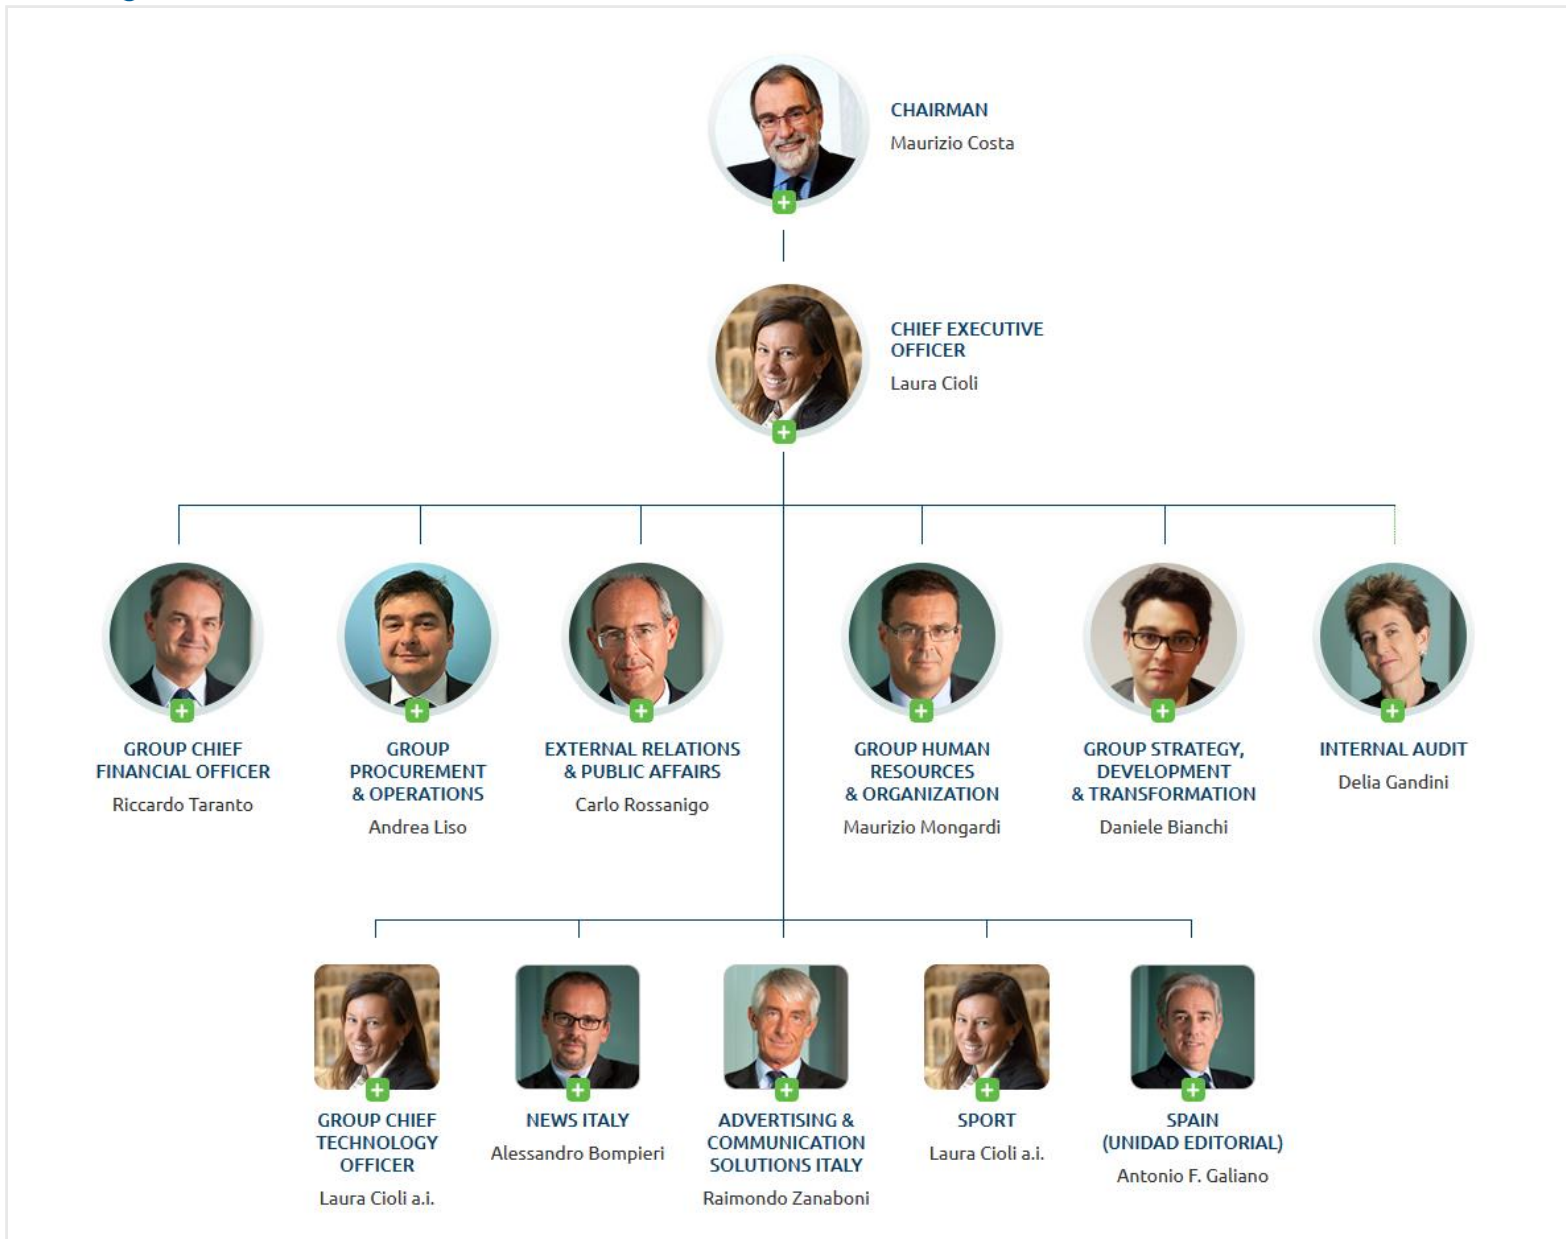 CHAIRMAN
Maurizio Costa
CHIEF EXECUTIVE
OFFICER
Laura Cioli
GROUP CHIEF
FINANCIAL OFFICER
Riccardo Taranto
GROUP
PROCUREMENT
& OPERATIONS
Andrea Liso
EXTERNAL RELATIONS
& PUBLIC AFFAIRS
Carlo Rossanigo
GROUP HUMAN
RESOURCES
& ORGANIZATION
Maurizio Mongardi
GROUP STRATEGY,
DEVELOPMENT
& TRANSFORMATION
Daniele Bianchi
INTERNAL AUDIT
Delia Gandini
GROUP CHIEF
TECHNOLOGY
OFFICER
Laura Cioli a.i.
NEWS ITALY
Alessandro Bompieri
ADVERTISING &
COMMUNICATION
SOLUTIONS ITALY
Raimondo Zanaboni
SPORT
Laura Cioli a.i.
SPAIN
(UNIDAD EDITORIAL)
Antonio F. Galiano